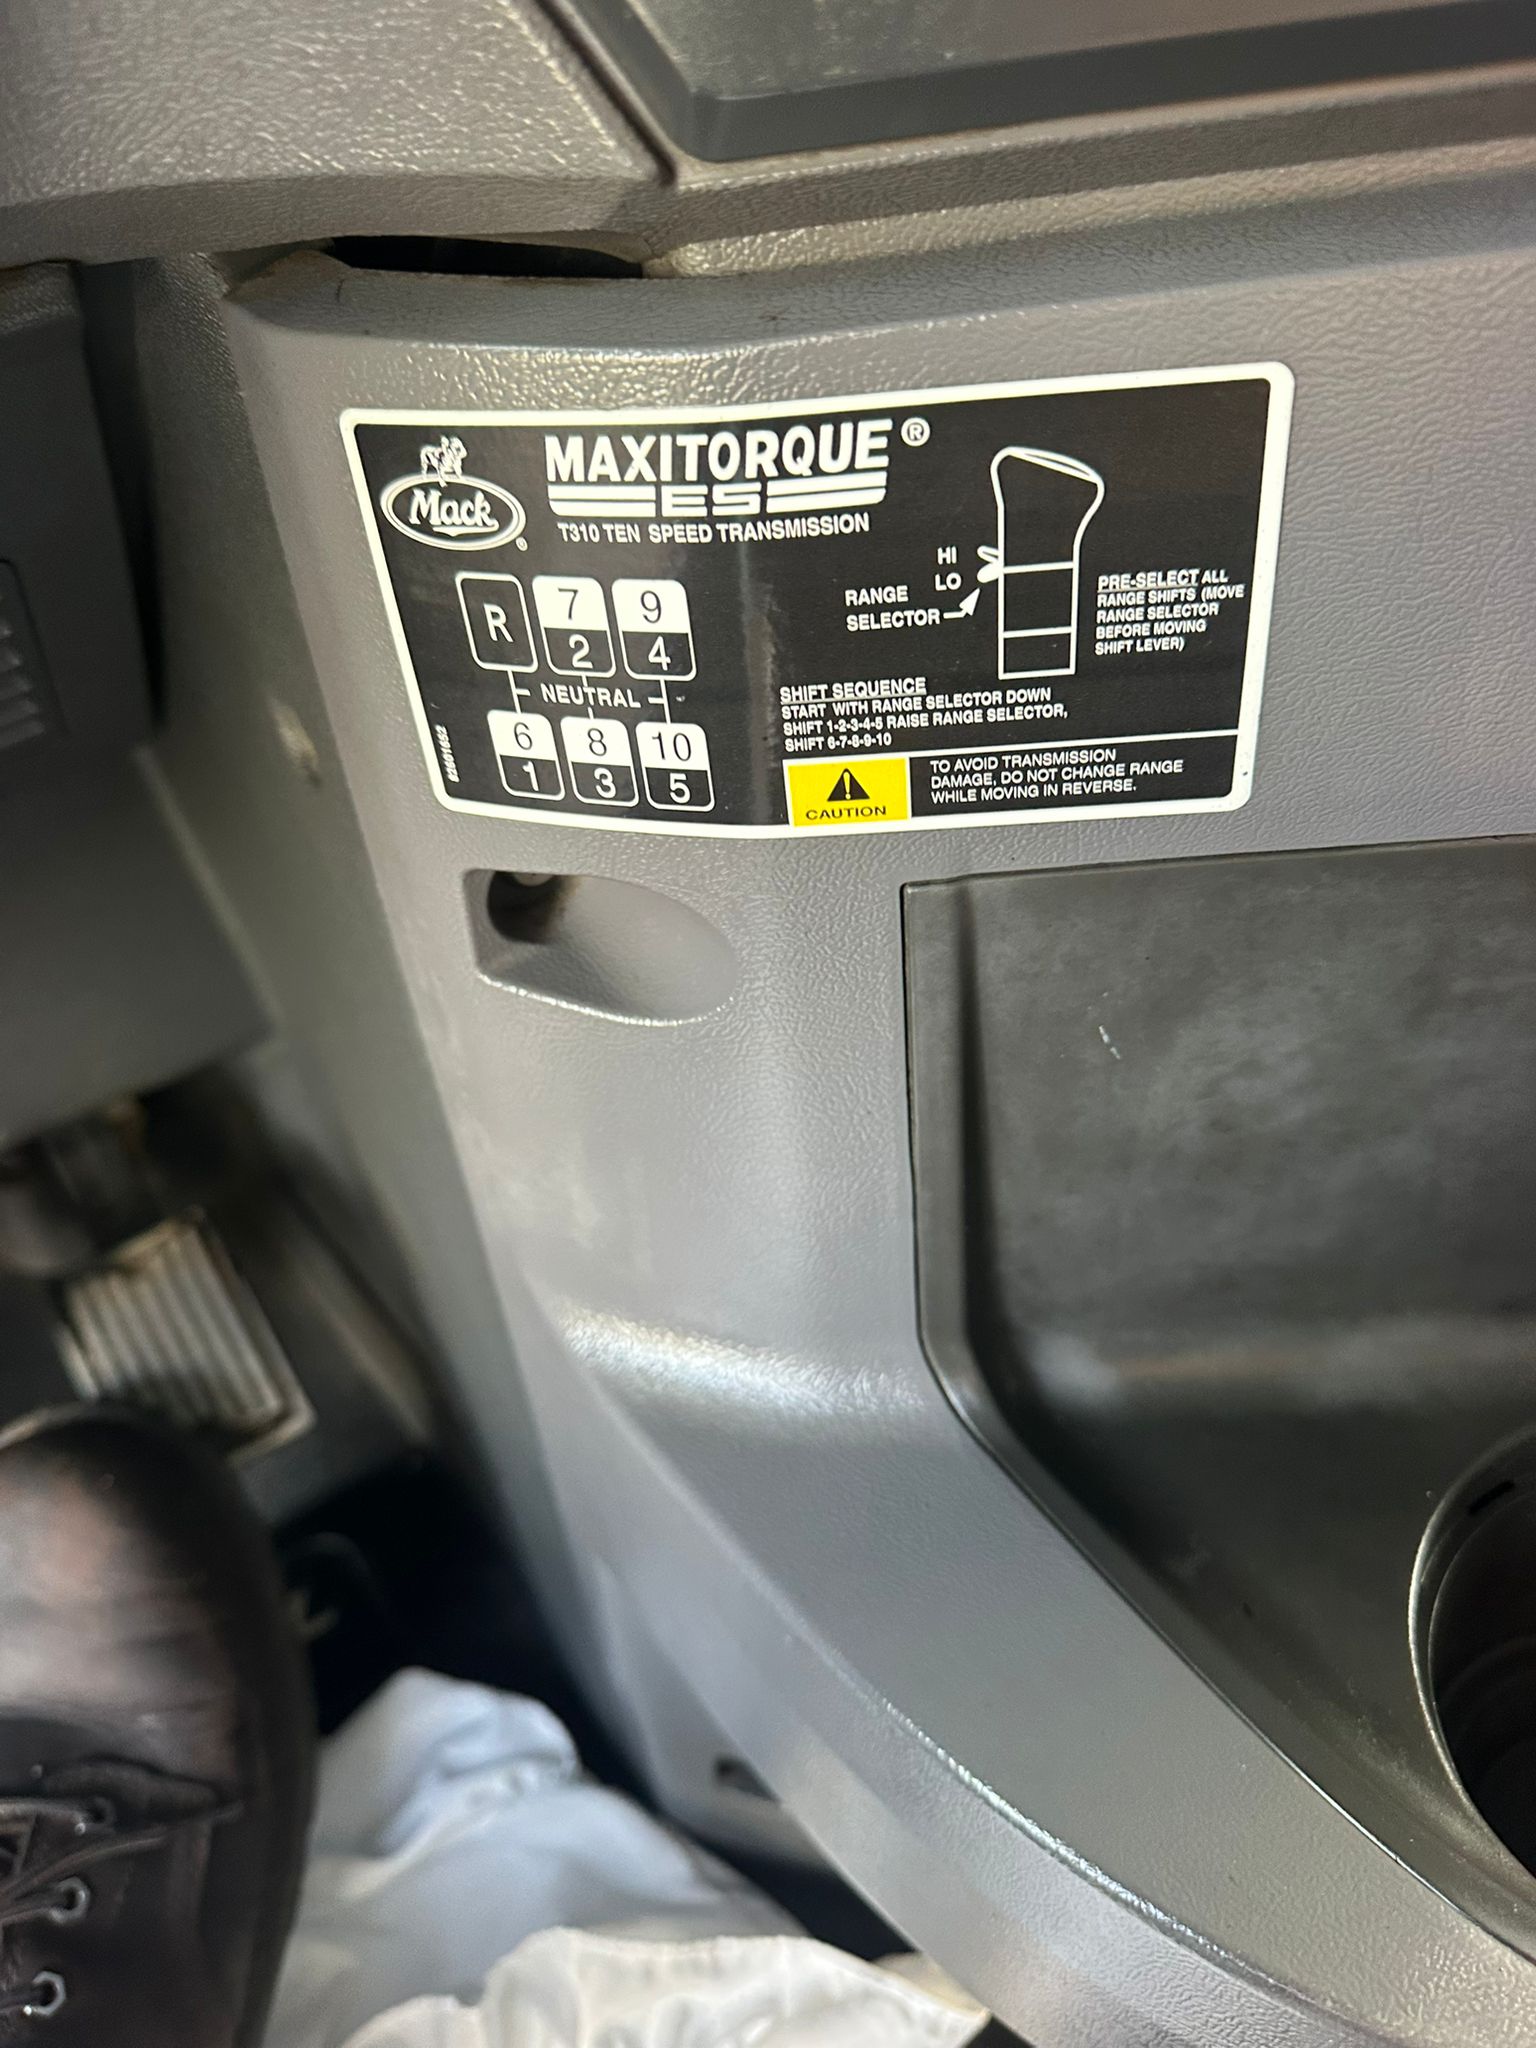 Mack ®
MAXITORQUE ®
ES
T310 TEN SPEED TRANSMISSION
R 7 9
2 4
NEUTRAL
6 8 10
1 3 5
HI
LO
RANGE
SELECTOR
PRE-SELECT ALL
RANGE SHIFTS (MOVE
RANGE SELECTOR
BEFORE MOVING
SHIFT LEVER)
SHIFT SEQUENCE
START WITH RANGE SELECTOR DOWN
SHIFT 1-2-3-4-5 RAISE RANGE SELECTOR,
SHIFT 6-7-8-9-10
CAUTION
TO AVOID TRANSMISSION
DAMAGE, DO NOT CHANGE RANGE
WHILE MOVING IN REVERSE.